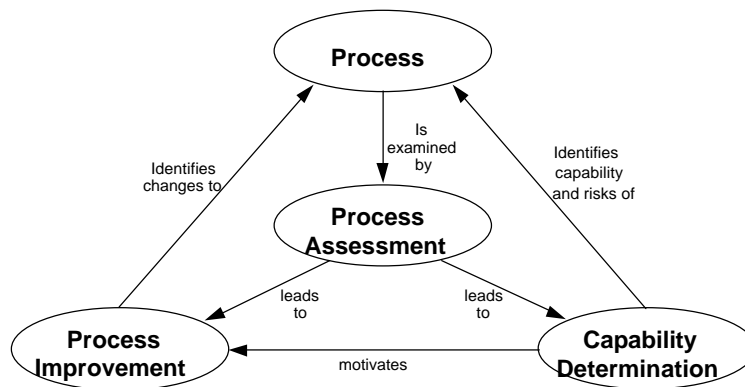 Process
Is
examined
by
Identifies
changes to
Identifies
capability
and risks of
Process
Assessment
leads
to
leads
to
Process
Improvement
motivates
Capability
Determination